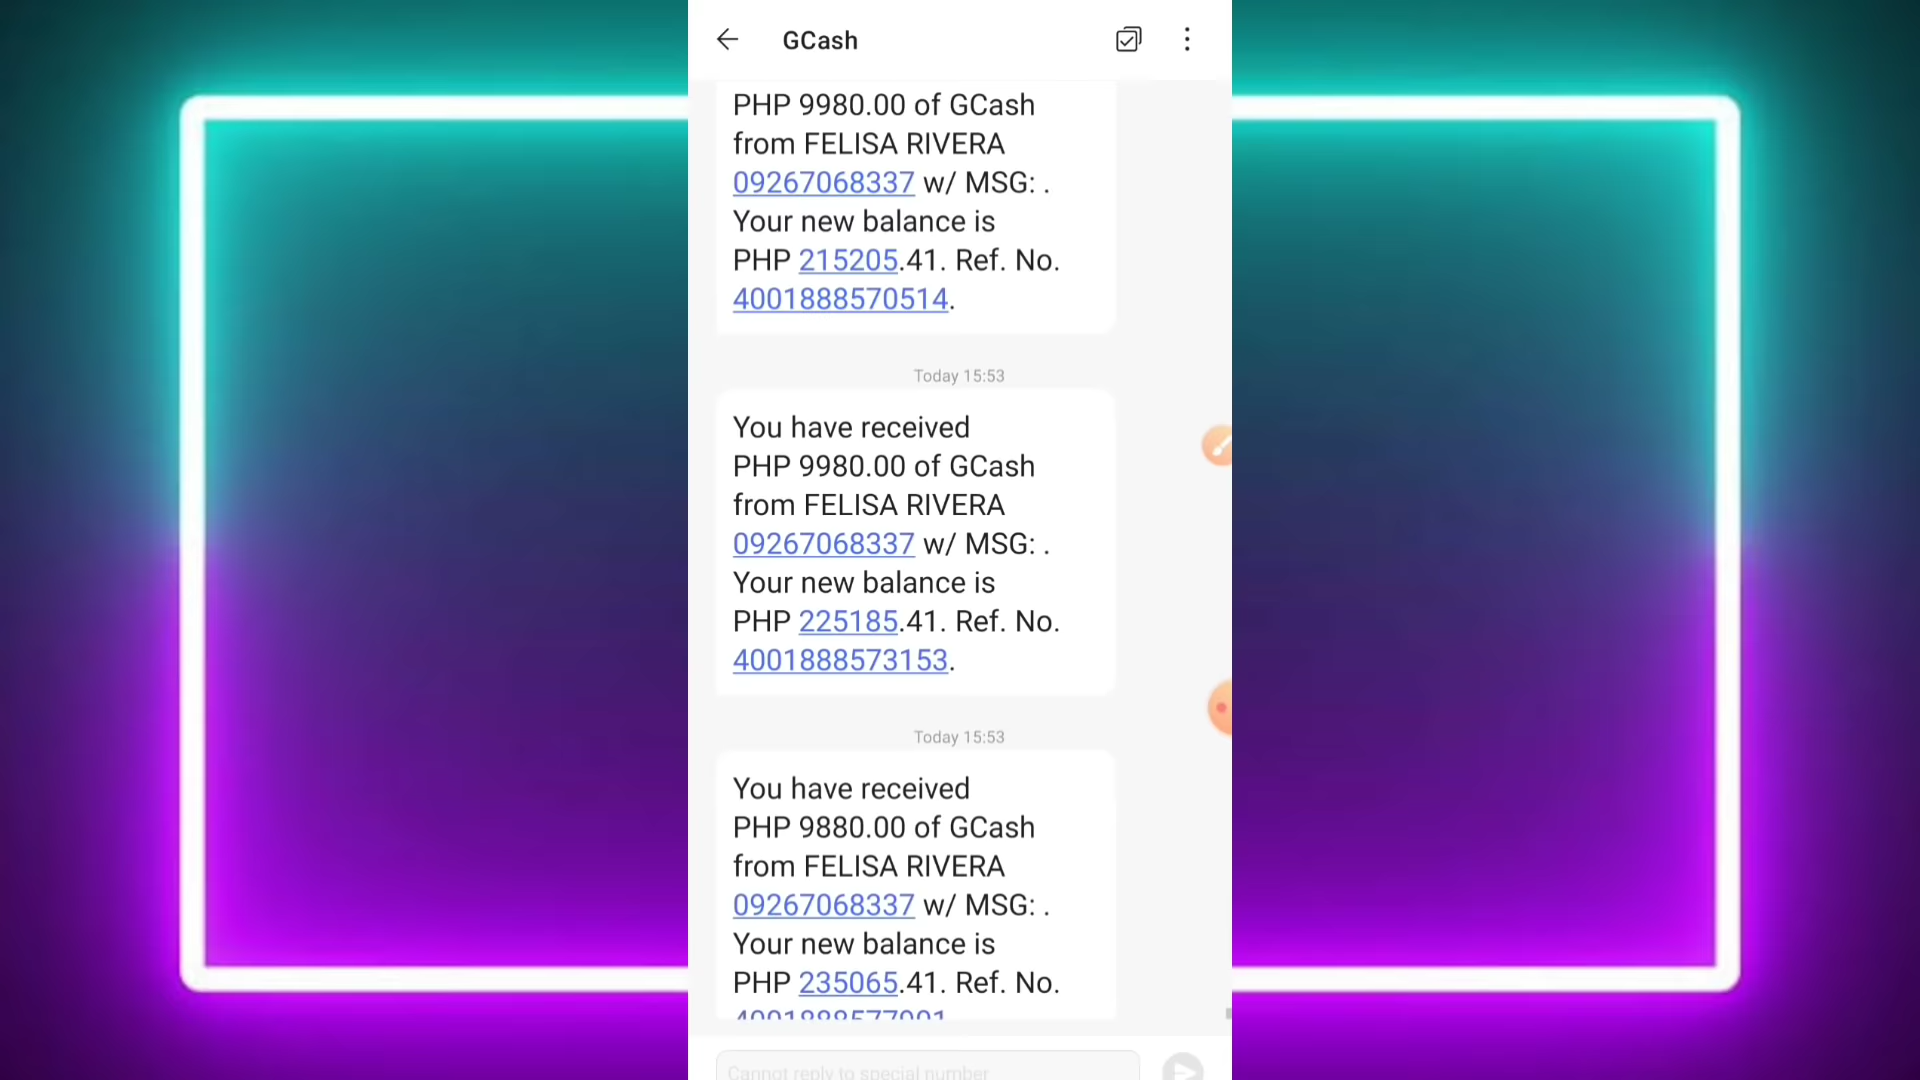 GCash
PHP 9980.00 of GCash
from FELISA RIVERA
09267068337 w/ MSG: .
Your new balance is
PHP 215205.41. Ref. No.
4001888570514.
Today 15:53
You have received
PHP 9980.00 of GCash
from FELISA RIVERA
09267068337 w/ MSG: .
Your new balance is
PHP 225185.41. Ref. No.
4001888573153.
Today 15:53
You have received
PHP 9880.00 of GCash
from FELISA RIVERA
09267068337 w/ MSG: .
Your new balance is
PHP 235065.41. Ref. No.
Cannot reply to special number